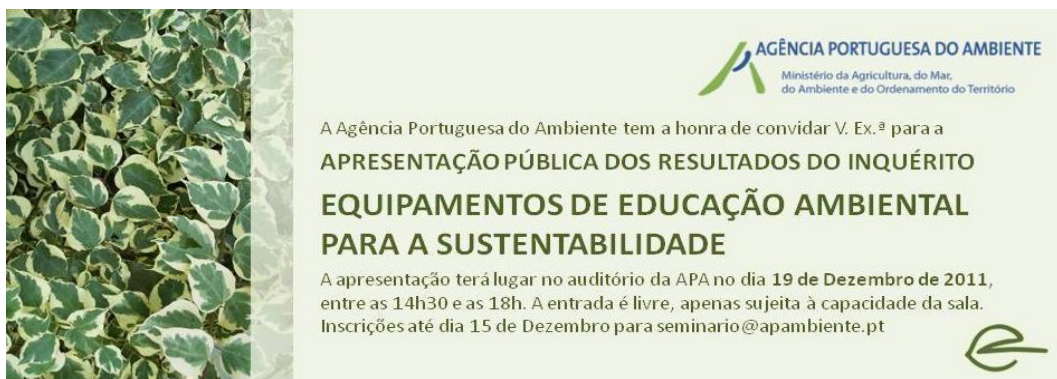 AGÊNCIA PORTUGUESA DO AMBIENTE
Ministério da Agricultura, do Mar,
do Ambiente e do Ordenamento do Território
A Agência Portuguesa do Ambiente tem a honra de convidar V. Ex.ª para a
APRESENTAÇÃO PÚBLICA DOS RESULTADOS DO INQUÉRITO
EQUIPAMENTOS DE EDUCAÇÃO AMBIENTAL
PARA A SUSTENTABILIDADE
A apresentação terá lugar no auditório da APA no dia 19 de Dezembro de 2011,
entre as 14h30 e as 18h. A entrada é livre, apenas sujeita à capacidade da sala.
Inscrições até dia 15 de Dezembro para seminario@apambiente.pt